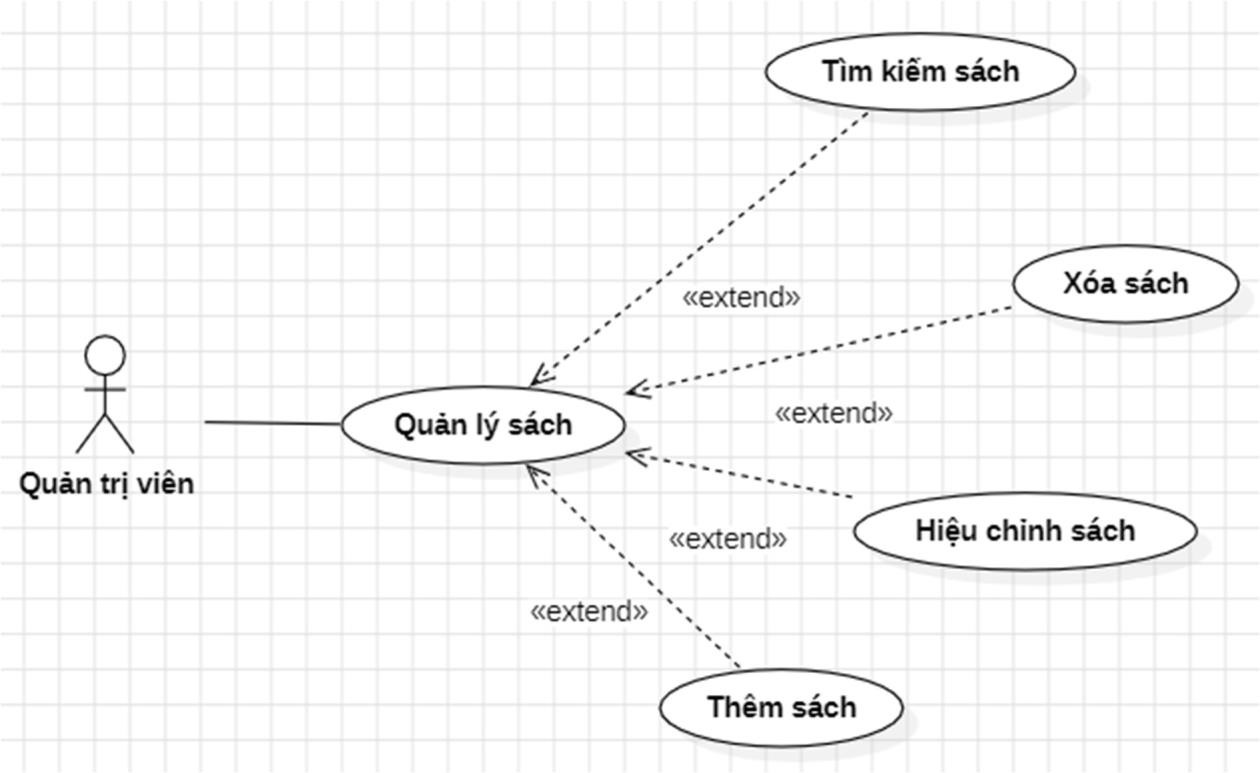 Tìm kiếm sách
Xóa sách
«extend»
«extend»
Quản lý sách
Quản trị viên
Hiệu chỉnh sách
«extend»
«extend»
Thêm sách